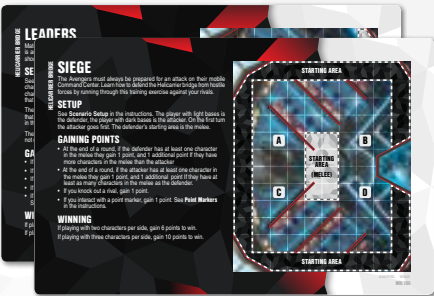 LEADERS
HELICARRIER BRIDGE
HELICARRIER BRIDGE
SIEGE
The Avengers must always be prepared for an attack on their mobile
Command Center. Learn how to defend the Helicarrier bridge from hostile
forces by running through this training exercise against your rivals.
SETUP
See Scenario Setup in the instructions. The player with light bases is
the defender, the player with dark bases is the attacker. On the first turn
the attacker goes first. The defender's starting area is the melee.
GAINING POINTS
• At the end of a round, if the defender has at least one character
in the melee they gain 1 point, and 1 additional point if they have
more characters in the melee than the attacker
• At the end of a round, if the attacker has at least one character in
the melee they gain 1 point, and 1 additional point if they have at
least as many characters in the melee as the defender.
• If you knock out a rival, gain 1 point.
• If you interact with a point marker, gain 1 point. See Point Markers
in the instructions.
WINNING
If playing with two characters per side, gain 6 points to win.
If playing with three characters per side, gain 10 points to win.
STARTING AREA
A
B
STARTING
AREA
(MELEE)
C
D
STARTING AREA